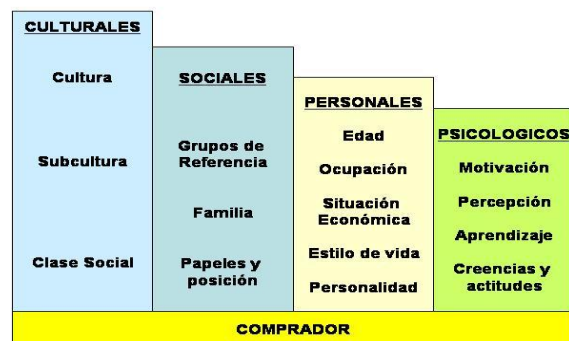 CULTURALES
Cultura
Subcultura
Clase Social
SOCIALES
Grupos de
Referencia
Familia
Papeles y
posición
PERSONALES
Edad
Ocupación
Situación
Económica
Estilo de vida
Personalidad
PSICOLOGICOS
Motivación
Percepción
Aprendizaje
Creencias y
actitudes
COMPRADOR